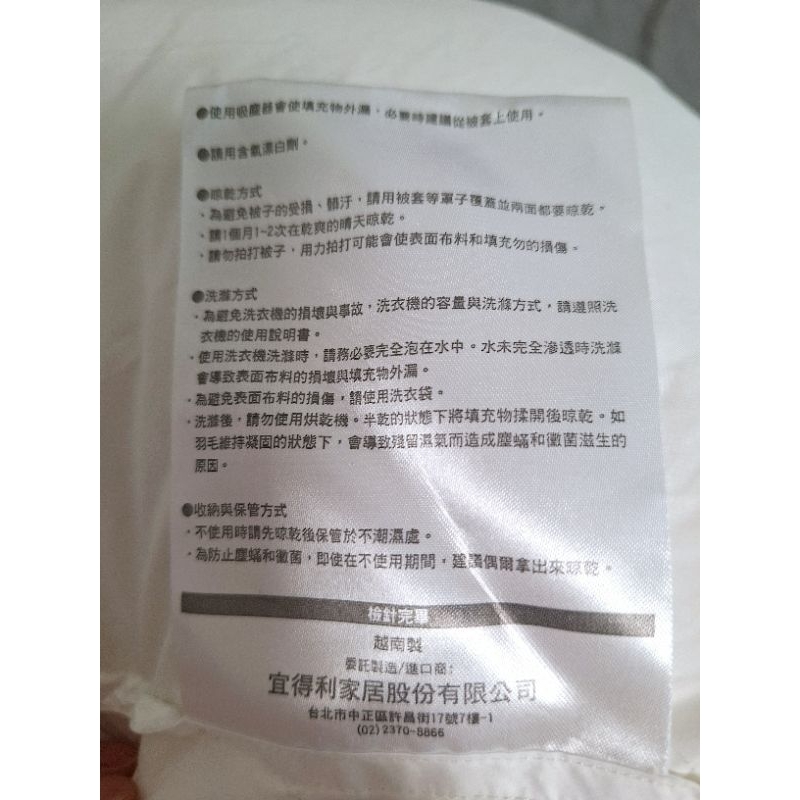 ●使用吸塵器會使填充物外漏，必要時建議從被套上使用。
●請用含氧漂白劑。
●晾乾方式
・為避免被子的受損、髒汙，請用被套等罩子覆蓋並兩面都要晾乾。
・請1個月1~2次在乾爽的晴天晾乾。
・請勿拍打被子，用力拍打可能會使表面布料和填充勿的損傷。
●洗滌方式
・為避免洗衣機的損壞與事故，洗衣機的容量與洗滌方式，請遵照洗
衣機的使用說明書。
・使用洗衣機洗滌時，請務必要完全泡在水中。水未完全滲透時洗滌
會導致表面布料的損壞與填充物外漏。
・為避免表面布料的損傷，請使用洗衣袋。
・洗滌後，請勿使用烘乾機。半乾的狀態下將填充物揉開後晾乾。如
羽毛維持凝固的狀態下，會導致殘留濕氣而造成塵蟎和黴菌滋生的
原因。
●收納與保管方式
・不使用時請先晾乾後保管於不潮濕處。
・為防止塵蟎和黴菌，即使在不使用期間，建議偶爾拿出來晾乾。
檢針完畢
越南製
委託製造/進口商：
宜得利家居股份有限公司
台北市中正區許昌街17號7樓-1
(02) 2370-8866